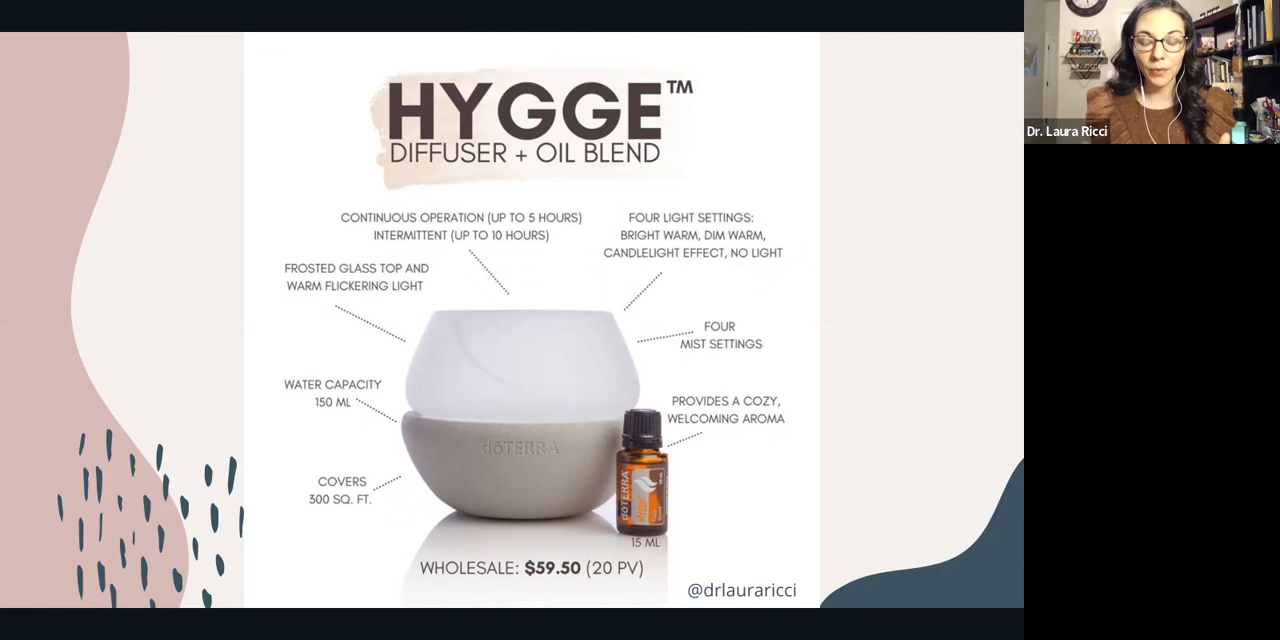 HYGGE™
DIFFUSER + OIL BLEND
CONTINUOUS OPERATION (UP TO 5 HOURS)
INTERMITTENT (UP TO 10 HOURS)
FOUR LIGHT SETTINGS:
BRIGHT WARM, DIM WARM,
CANDLELIGHT EFFECT, NO LIGHT
FROSTED GLASS TOP AND
WARM FLICKERING LIGHT
FOUR
MIST SETTINGS
WATER CAPACITY
150 ML
PROVIDES A COZY,
WELCOMING AROMA
dōTERRA
COVERS
300 SQ. FT.
dōTERRA
15 ML
WHOLESALE: $59.50 (20 PV)
@drlauraricci
Dr. Laura Ricci